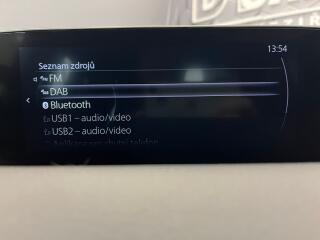 13:54
Seznam zdrojů
FM
DAB
Bluetooth
USB1 – audio/video
USB2 – audio/video